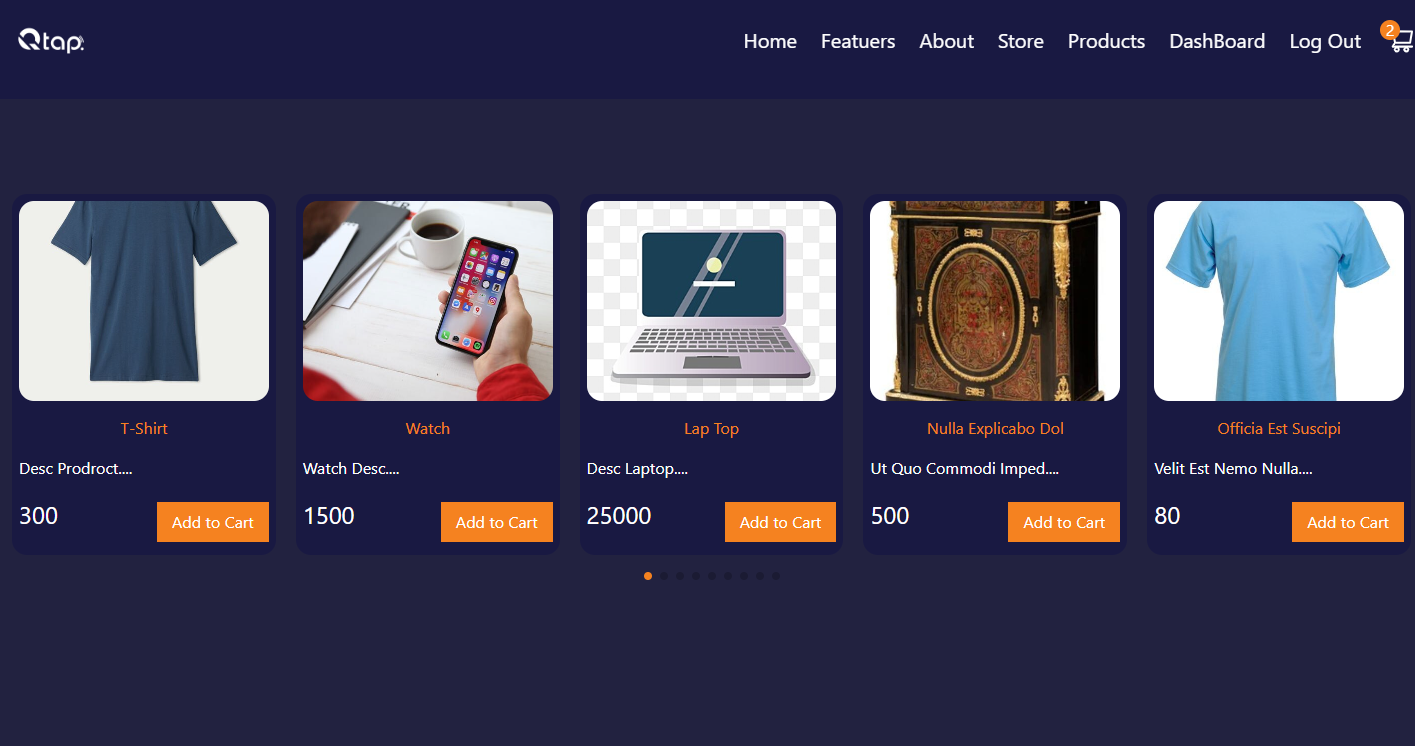 Qtap.
Home Featuers About Store Products DashBoard Log Out 2
T-Shirt
Desc Prodroct....
300 Add to Cart
Watch
Watch Desc....
1500 Add to Cart
Lap Top
Desc Laptop....
25000 Add to Cart
Nulla Explicabo Dol
Ut Quo Commodi Imped....
500 Add to Cart
Officia Est Suscipi
Velit Est Nemo Nulla....
80 Add to Cart